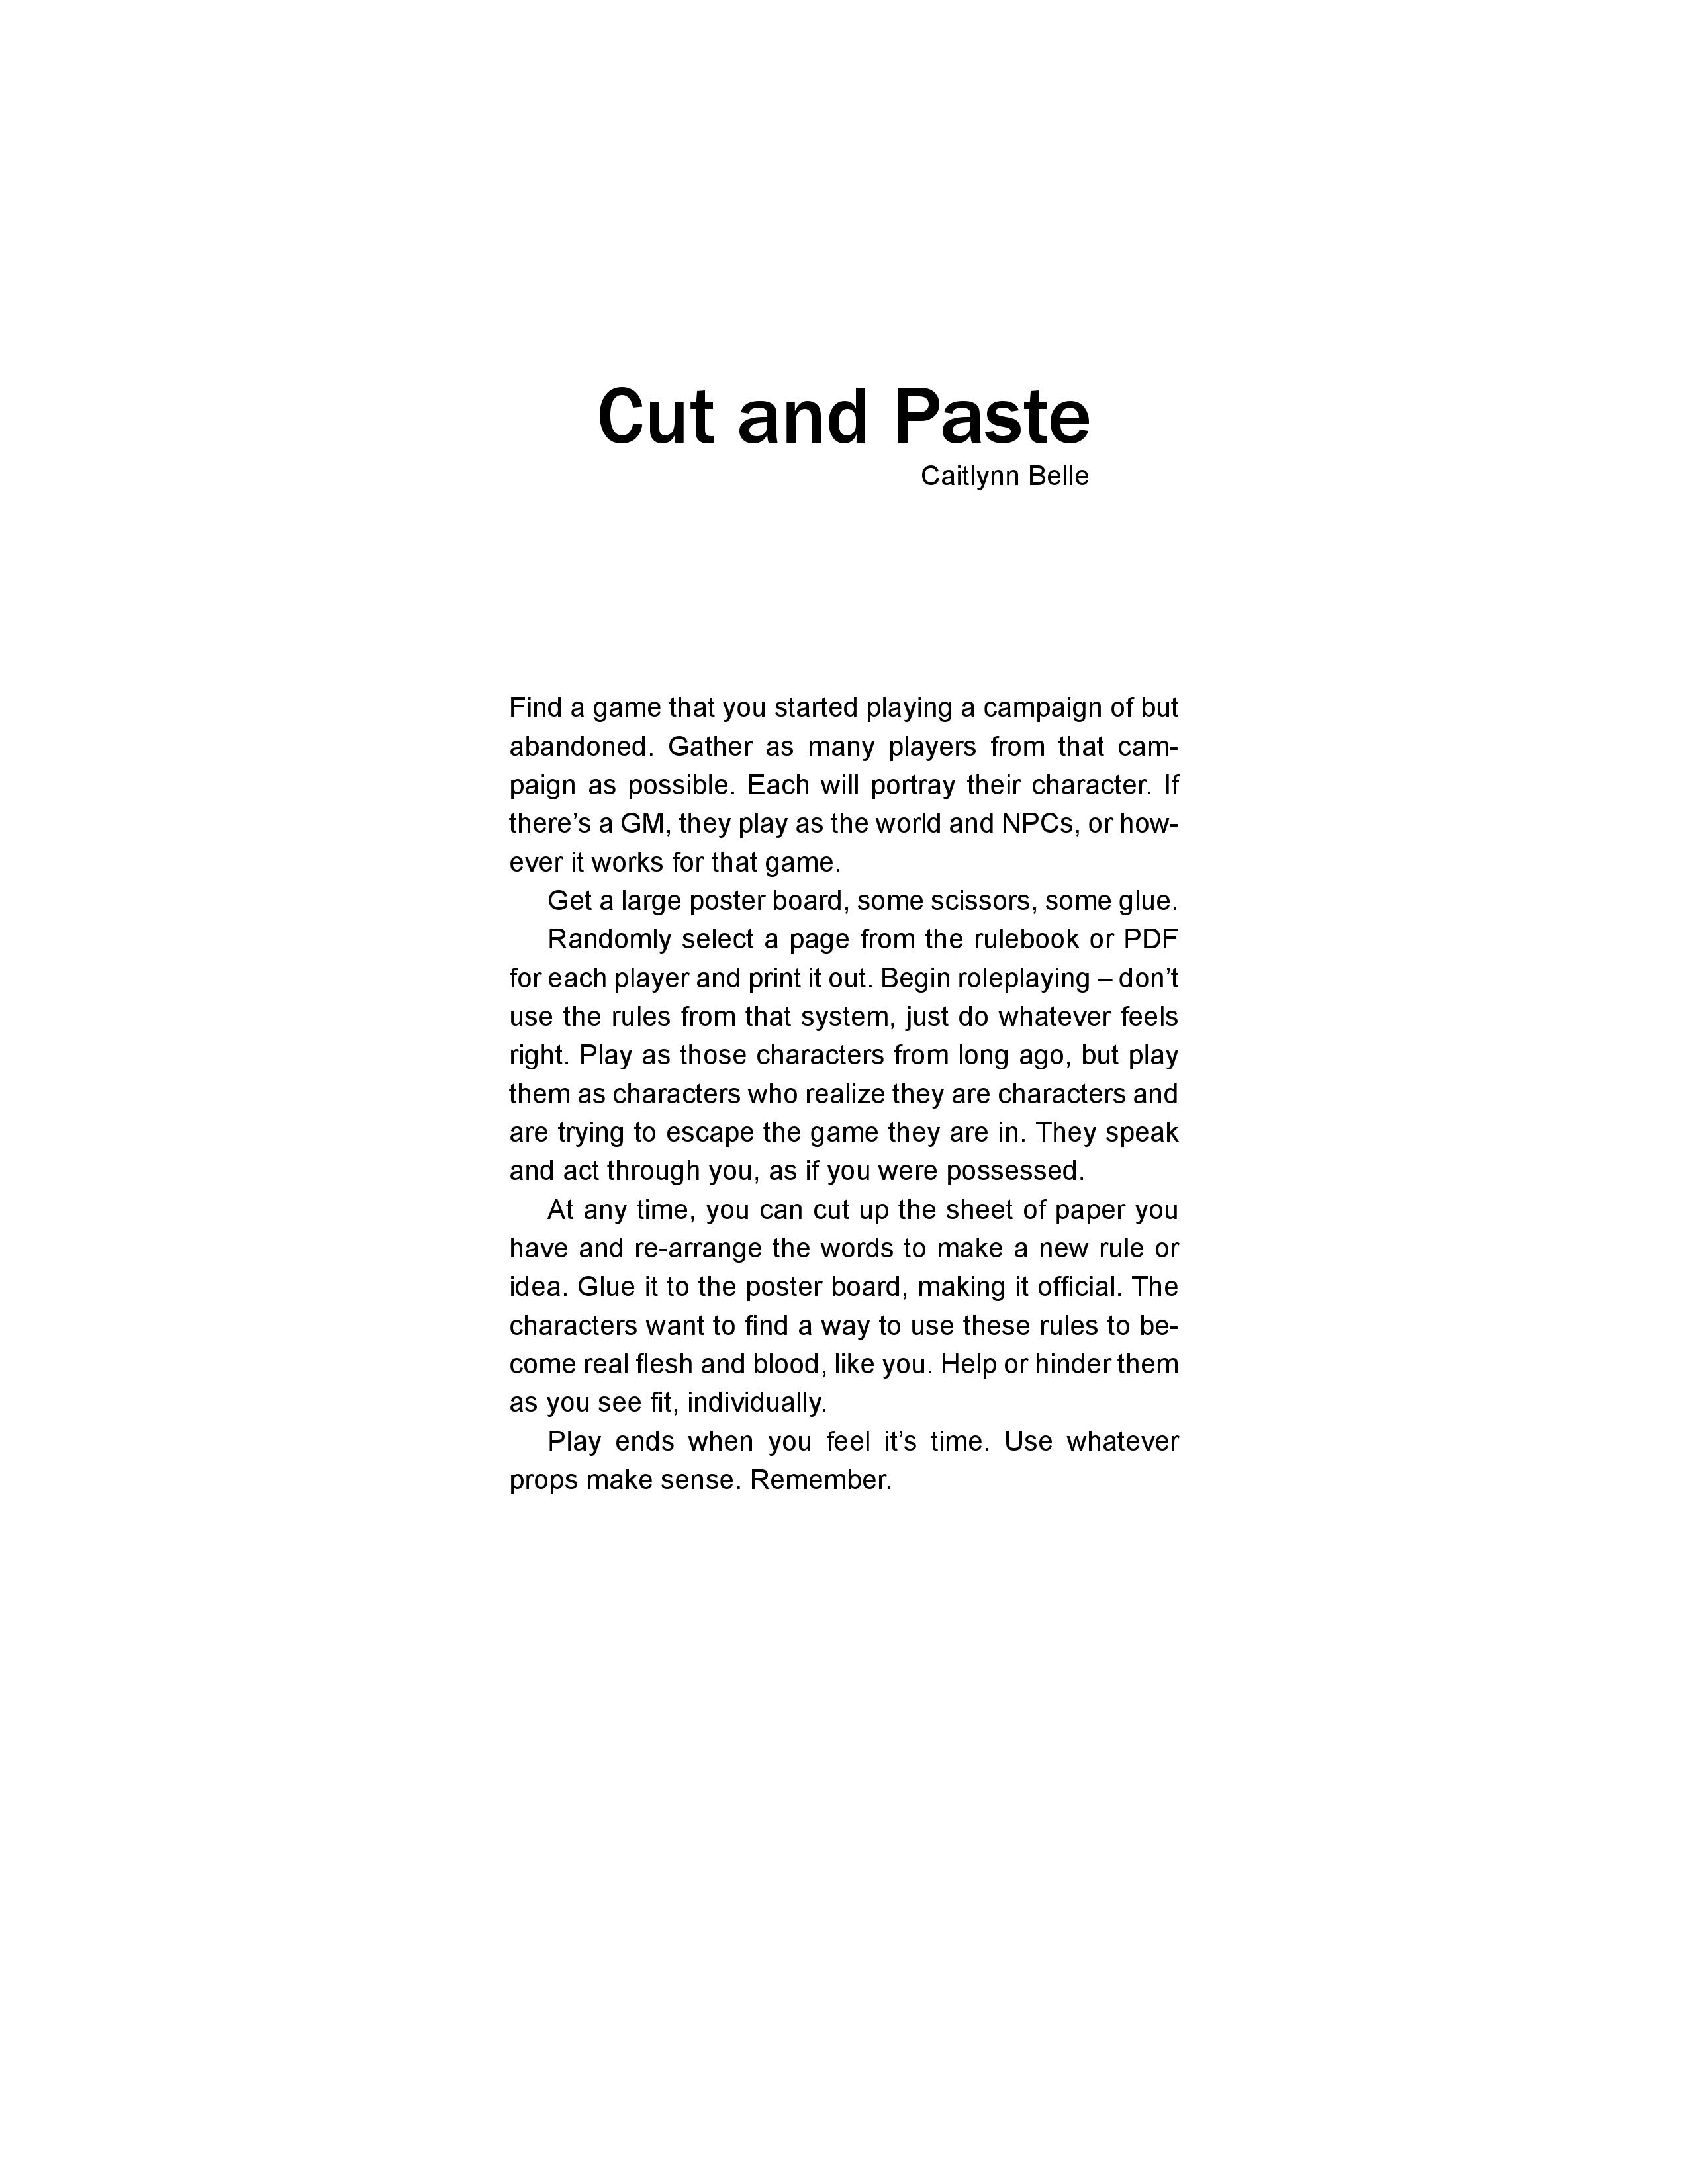 Cut and Paste
Caitlynn Belle
Find a game that you started playing a campaign of but
abandoned. Gather as many players from that cam-
paign as possible. Each will portray their character. If
there’s a GM, they play as the world and NPCs, or how-
ever it works for that game.
Get a large poster board, some scissors, some glue.
Randomly select a page from the rulebook or PDF
for each player and print it out. Begin roleplaying – don’t
use the rules from that system, just do whatever feels
right. Play as those characters from long ago, but play
them as characters who realize they are characters and
are trying to escape the game they are in. They speak
and act through you, as if you were possessed.
At any time, you can cut up the sheet of paper you
have and re-arrange the words to make a new rule or
idea. Glue it to the poster board, making it official. The
characters want to find a way to use these rules to be-
come real flesh and blood, like you. Help or hinder them
as you see fit, individually.
Play ends when you feel it’s time. Use whatever
props make sense. Remember.